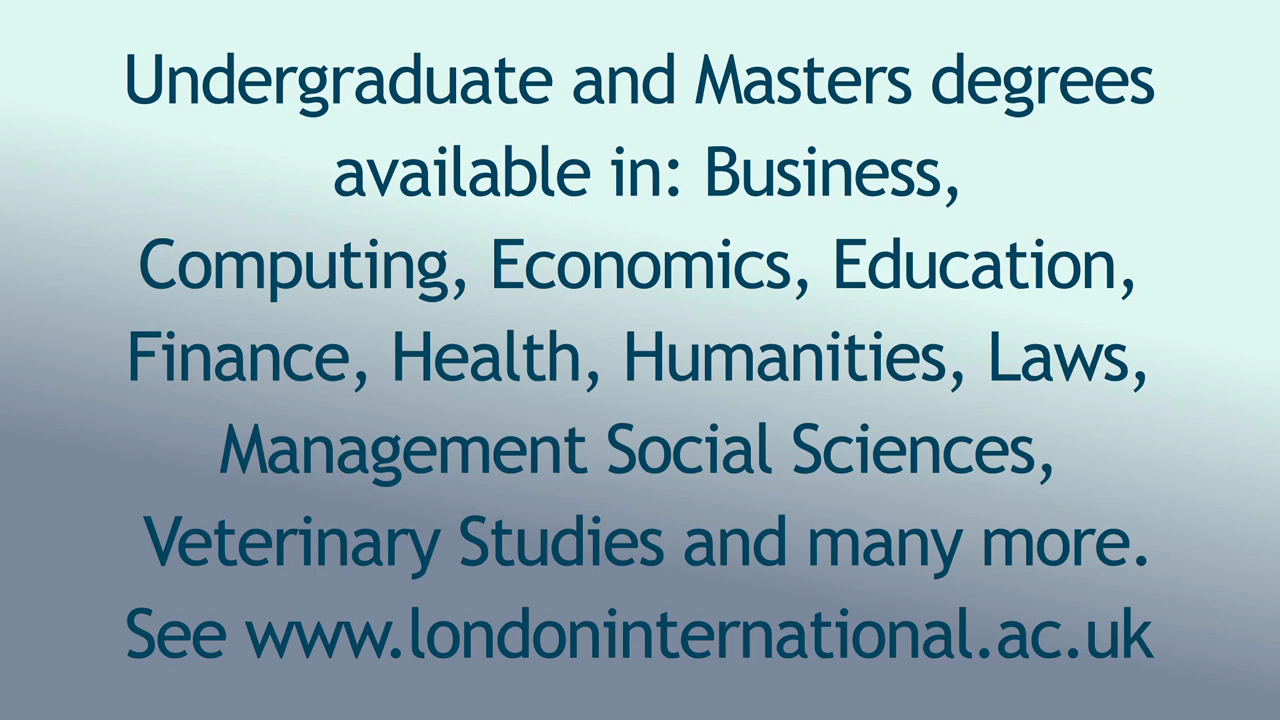 Undergraduate and Masters degrees
available in: Business,
Computing, Economics, Education,
Finance, Health, Humanities, Laws,
Management Social Sciences,
Veterinary Studies and many more.
See www.londoninternational.ac.uk